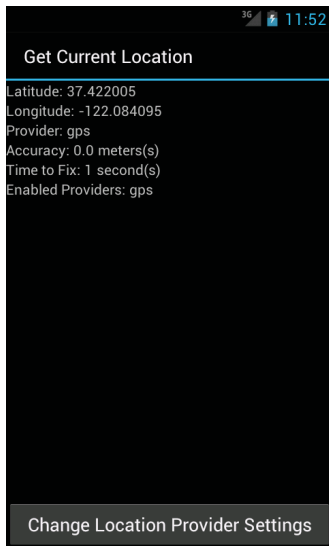 3G 11:52
Get Current Location
Latitude: 37.422005
Longitude: -122.084095
Provider: gps
Accuracy: 0.0 meters(s)
Time to Fix: 1 second(s)
Enabled Providers: gps
Change Location Provider Settings